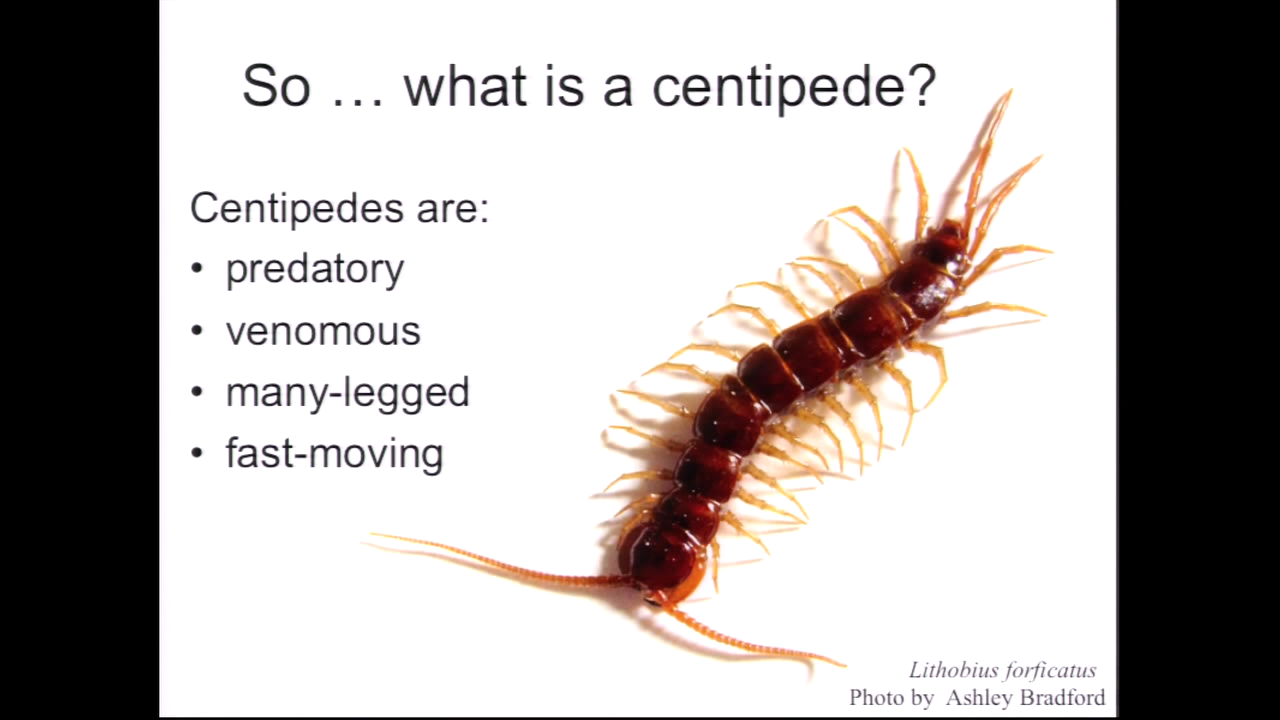 So … what is a centipede?
Centipedes are:
• predatory
• venomous
• many-legged
• fast-moving
Lithobius forficatus
Photo by Ashley Bradford